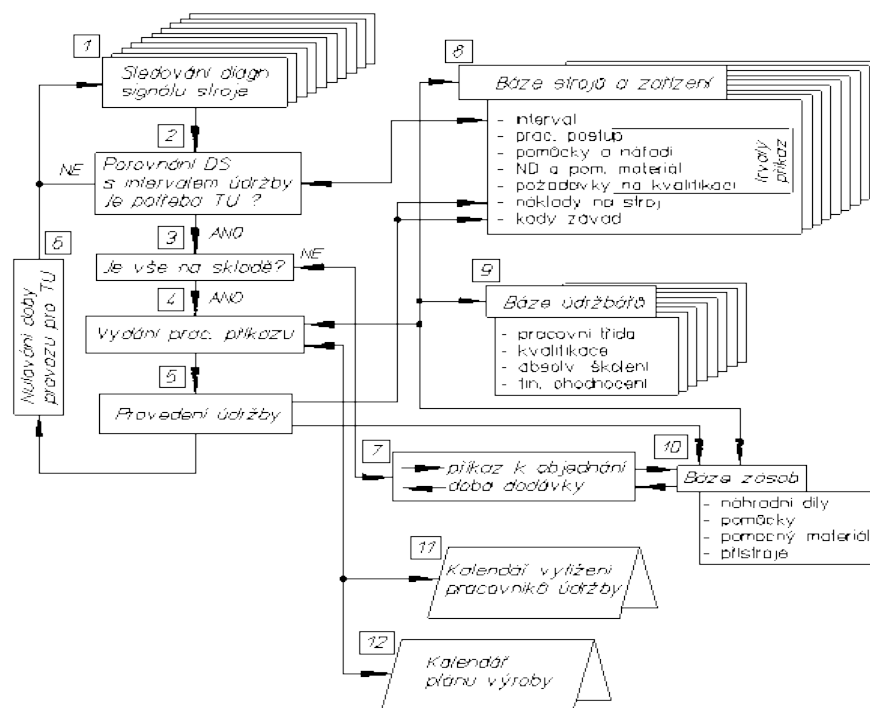 1
Sledování diagn
signálu stroje
2
Porovnání DS
s intervalem údržby
Je potřeba TU ?
NE
3
ANO
Je vše na skladě?
NE
4
ANO
Vydání prac. příkazu
5
Provedení údržby
6
Nulování doby
provozu pro TU
7
příkaz k objednání
doba dodávky
8
Báze strojů a zařízení
- interval
- prac. postup
- pomůcky a nářadí
- ND a pom. materiál
- požadavky na kvalifikaci
- náklady na stroj
- kódy závad
trvalý
příkaz
9
Báze údržbářů
- pracovní třída
- kvalifikace
- absolv školení
- fin. ohodnocení
10
Báze zásob
- náhradní díly
- pomůcky
- pomocný materiál
- přístroje
11
Kalendář vytížení
pracovníků údržby
12
Kalendář
plánu výroby